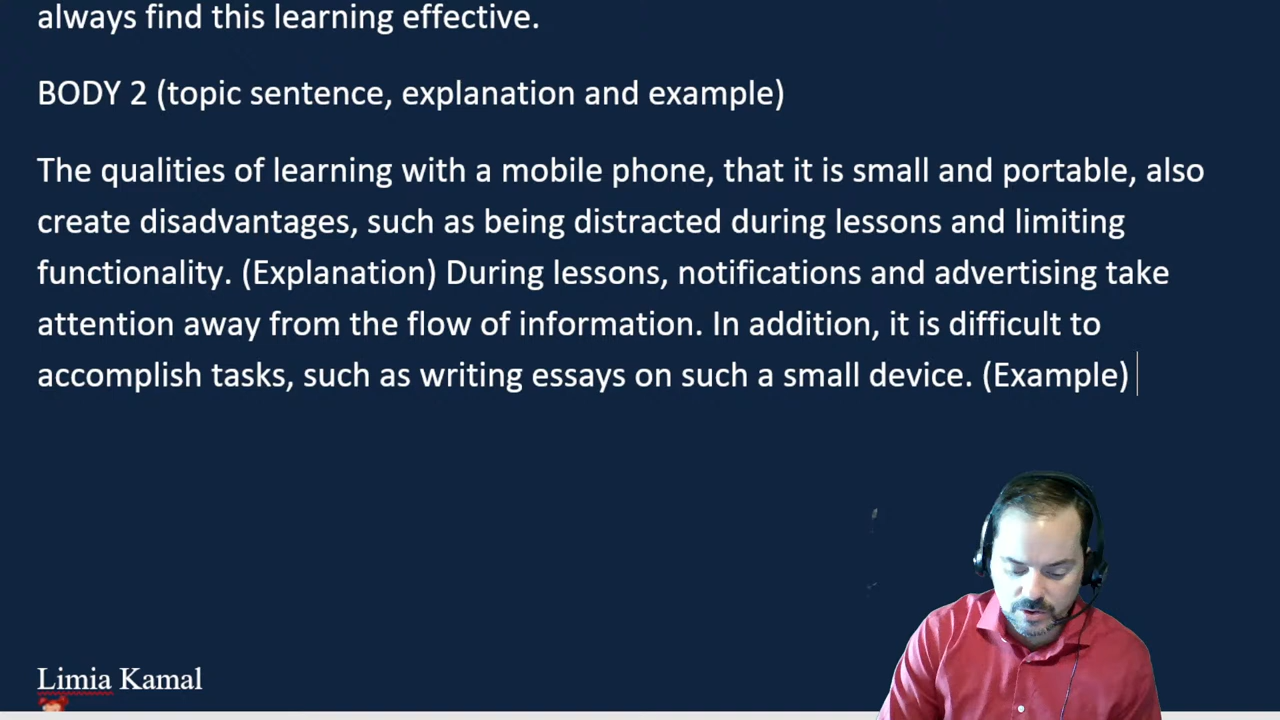 always find this learning effective.
BODY 2 (topic sentence, explanation and example)
The qualities of learning with a mobile phone, that it is small and portable, also
create disadvantages, such as being distracted during lessons and limiting
functionality. (Explanation) During lessons, notifications and advertising take
attention away from the flow of information. In addition, it is difficult to
accomplish tasks, such as writing essays on such a small device. (Example)
Limia Kamal